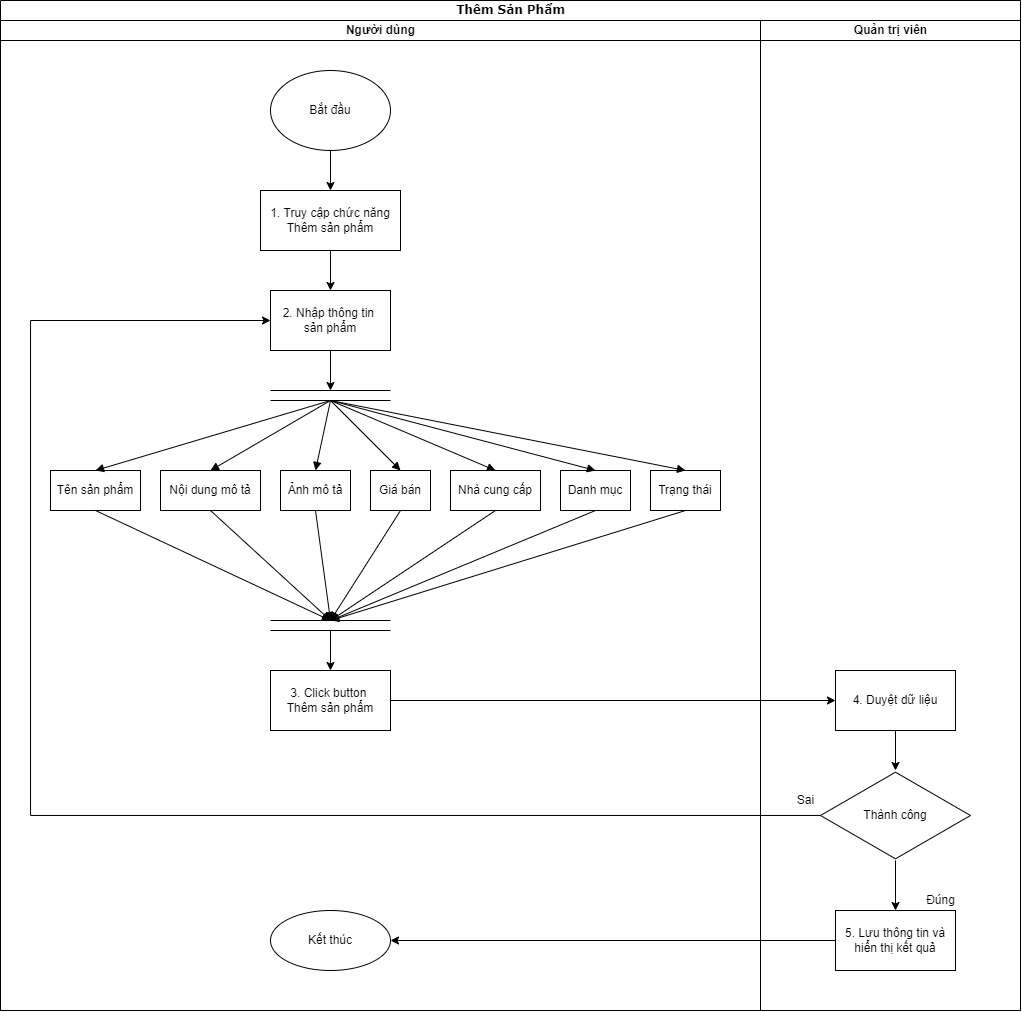 Thêm Sản Phẩm
Người dùng
Quản trị viên
Bắt đầu
1. Truy cập chức năng
Thêm sản phẩm
2. Nhập thông tin
sản phẩm
Tên sản phẩm
Nội dung mô tả
Ảnh mô tả
Giá bán
Nhà cung cấp
Danh mục
Trạng thái
3. Click button
Thêm sản phẩm
4. Duyệt dữ liệu
Sai
Thành công
Đúng
5. Lưu thông tin và
hiển thị kết quả
Kết thúc